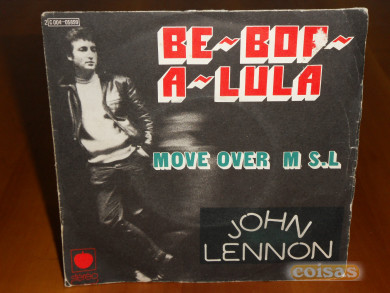 BE~BOP~
A~LULA
MOVE OVER M S.L
JOHN
LENNON
coisas